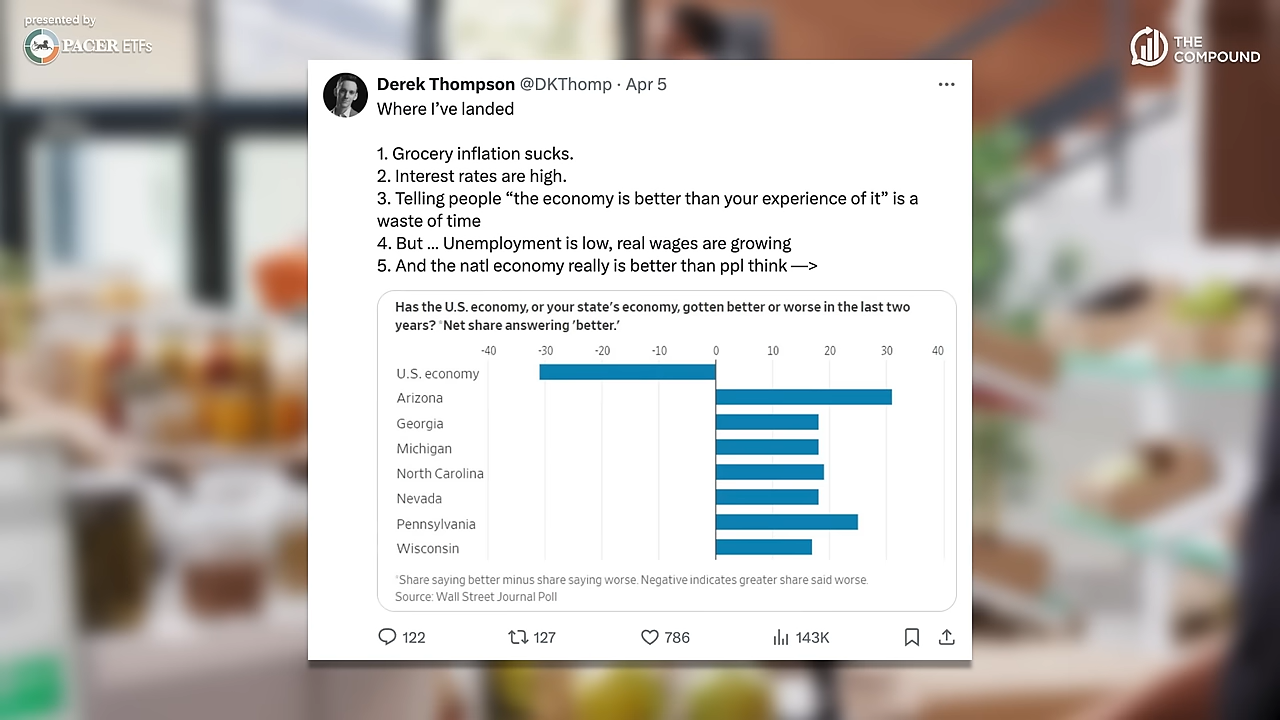 presented by
PACER ETFs
THE
COMPOUND
Derek Thompson @DKThomp · Apr 5
Where I’ve landed
1. Grocery inflation sucks.
2. Interest rates are high.
3. Telling people “the economy is better than your experience of it” is a
waste of time
4. But ... Unemployment is low, real wages are growing
5. And the natl economy really is better than ppl think —>
Has the U.S. economy, or your state’s economy, gotten better or worse in the last two
years? *Net share answering ‘better.’
-40 -30 -20 -10 0 10 20 30 40
U.S. economy
Arizona
Georgia
Michigan
North Carolina
Nevada
Pennsylvania
Wisconsin
*Share saying better minus share saying worse. Negative indicates greater share said worse.
Source: Wall Street Journal Poll
122 127 786 143K